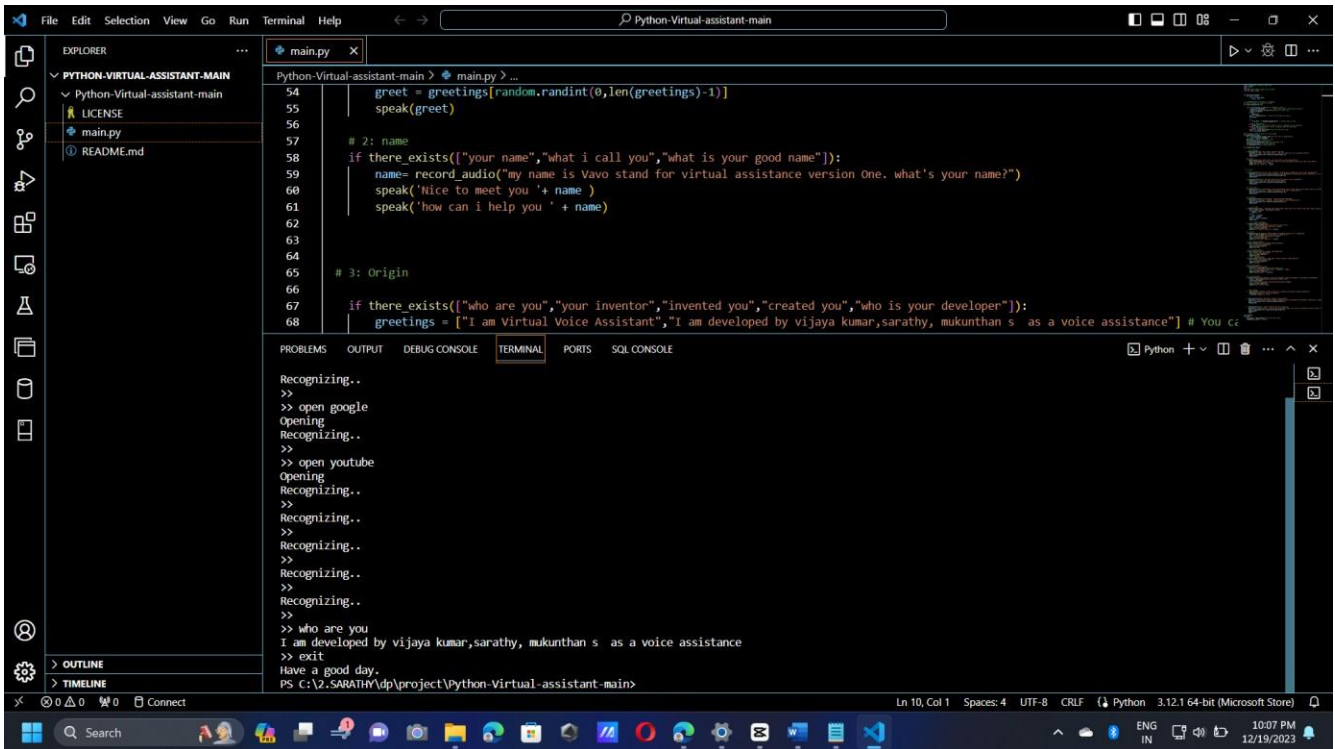 File Edit Selection View Go Run Terminal Help
Python-Virtual-assistant-main
EXPLORER
PYTHON-VIRTUAL-ASSISTANT-MAIN
Python-Virtual-assistant-main
LICENSE
main.py
README.md
OUTLINE
TIMELINE
main.py
Python-Virtual-assistant-main > main.py > ...
54 greet = greetings[random.randint(0,len(greetings)-1)]
55 speak(greet)
56
57 # 2: name
58 if there_exists(["your name","what i call you","what is your good name"]):
59 name= record_audio("my name is Vavo stand for virtual assistance version One. what's your name?")
60 speak('Nice to meet you '+ name )
61 speak('how can i help you ' + name)
62
63
64
65 # 3: Origin
66
67 if there_exists(["who are you","your inventor","invented you","created you","who is your developer"]):
68 greetings = ["I am Virtual Voice Assistant","I am developed by vijaya kumar,sarathy, mukunthan s  as a voice assistance"] # You ca
PROBLEMS OUTPUT DEBUG CONSOLE TERMINAL PORTS SQL CONSOLE
Python
Recognizing..
>>
>> open google
Opening
Recognizing..
>>
>> open youtube
Opening
Recognizing..
>>
Recognizing..
>>
Recognizing..
>>
Recognizing..
>>
Recognizing..
>>
>> who are you
I am developed by vijaya kumar,sarathy, mukunthan s  as a voice assistance
>> exit
Have a good day.
PS C:\2.SARATHY\dp\project\Python-Virtual-assistant-main>
0 0 0 Connect
Ln 10, Col 1 Spaces: 4 UTF-8 CRLF Python 3.12.1 64-bit (Microsoft Store)
Search
ENG
IN
10:07 PM
12/19/2023